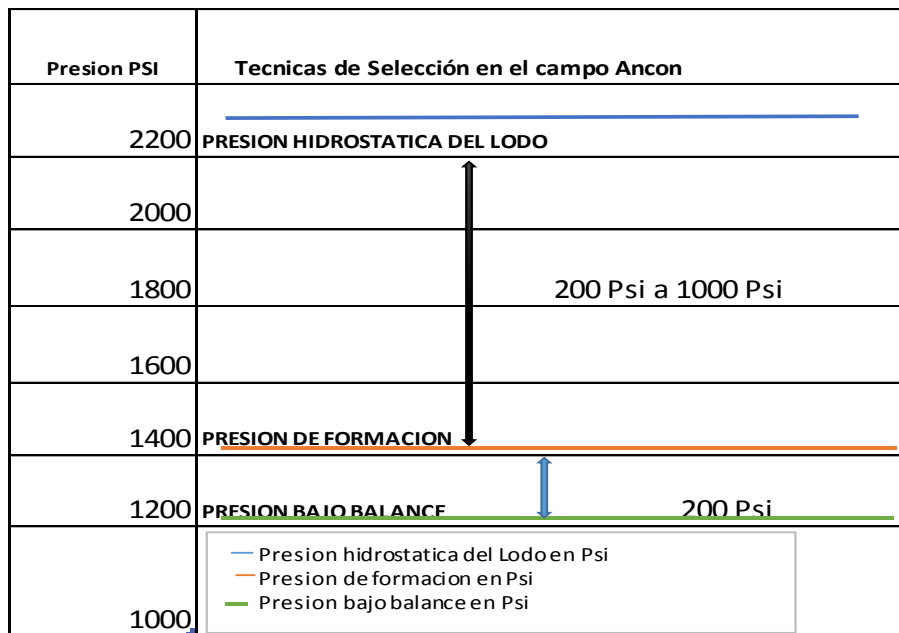 Presion PSI Tecnicas de Selección en el campo Ancon
2200 PRESION HIDROSTATICA DEL LODO
2000
1800 200 Psi a 1000 Psi
1600
1400 PRESION DE FORMACION
1200 PRESION BAJO BALANCE 200 Psi
Presion hidrostatica del Lodo en Psi
Presion de formacion en Psi
Presion bajo balance en Psi
1000